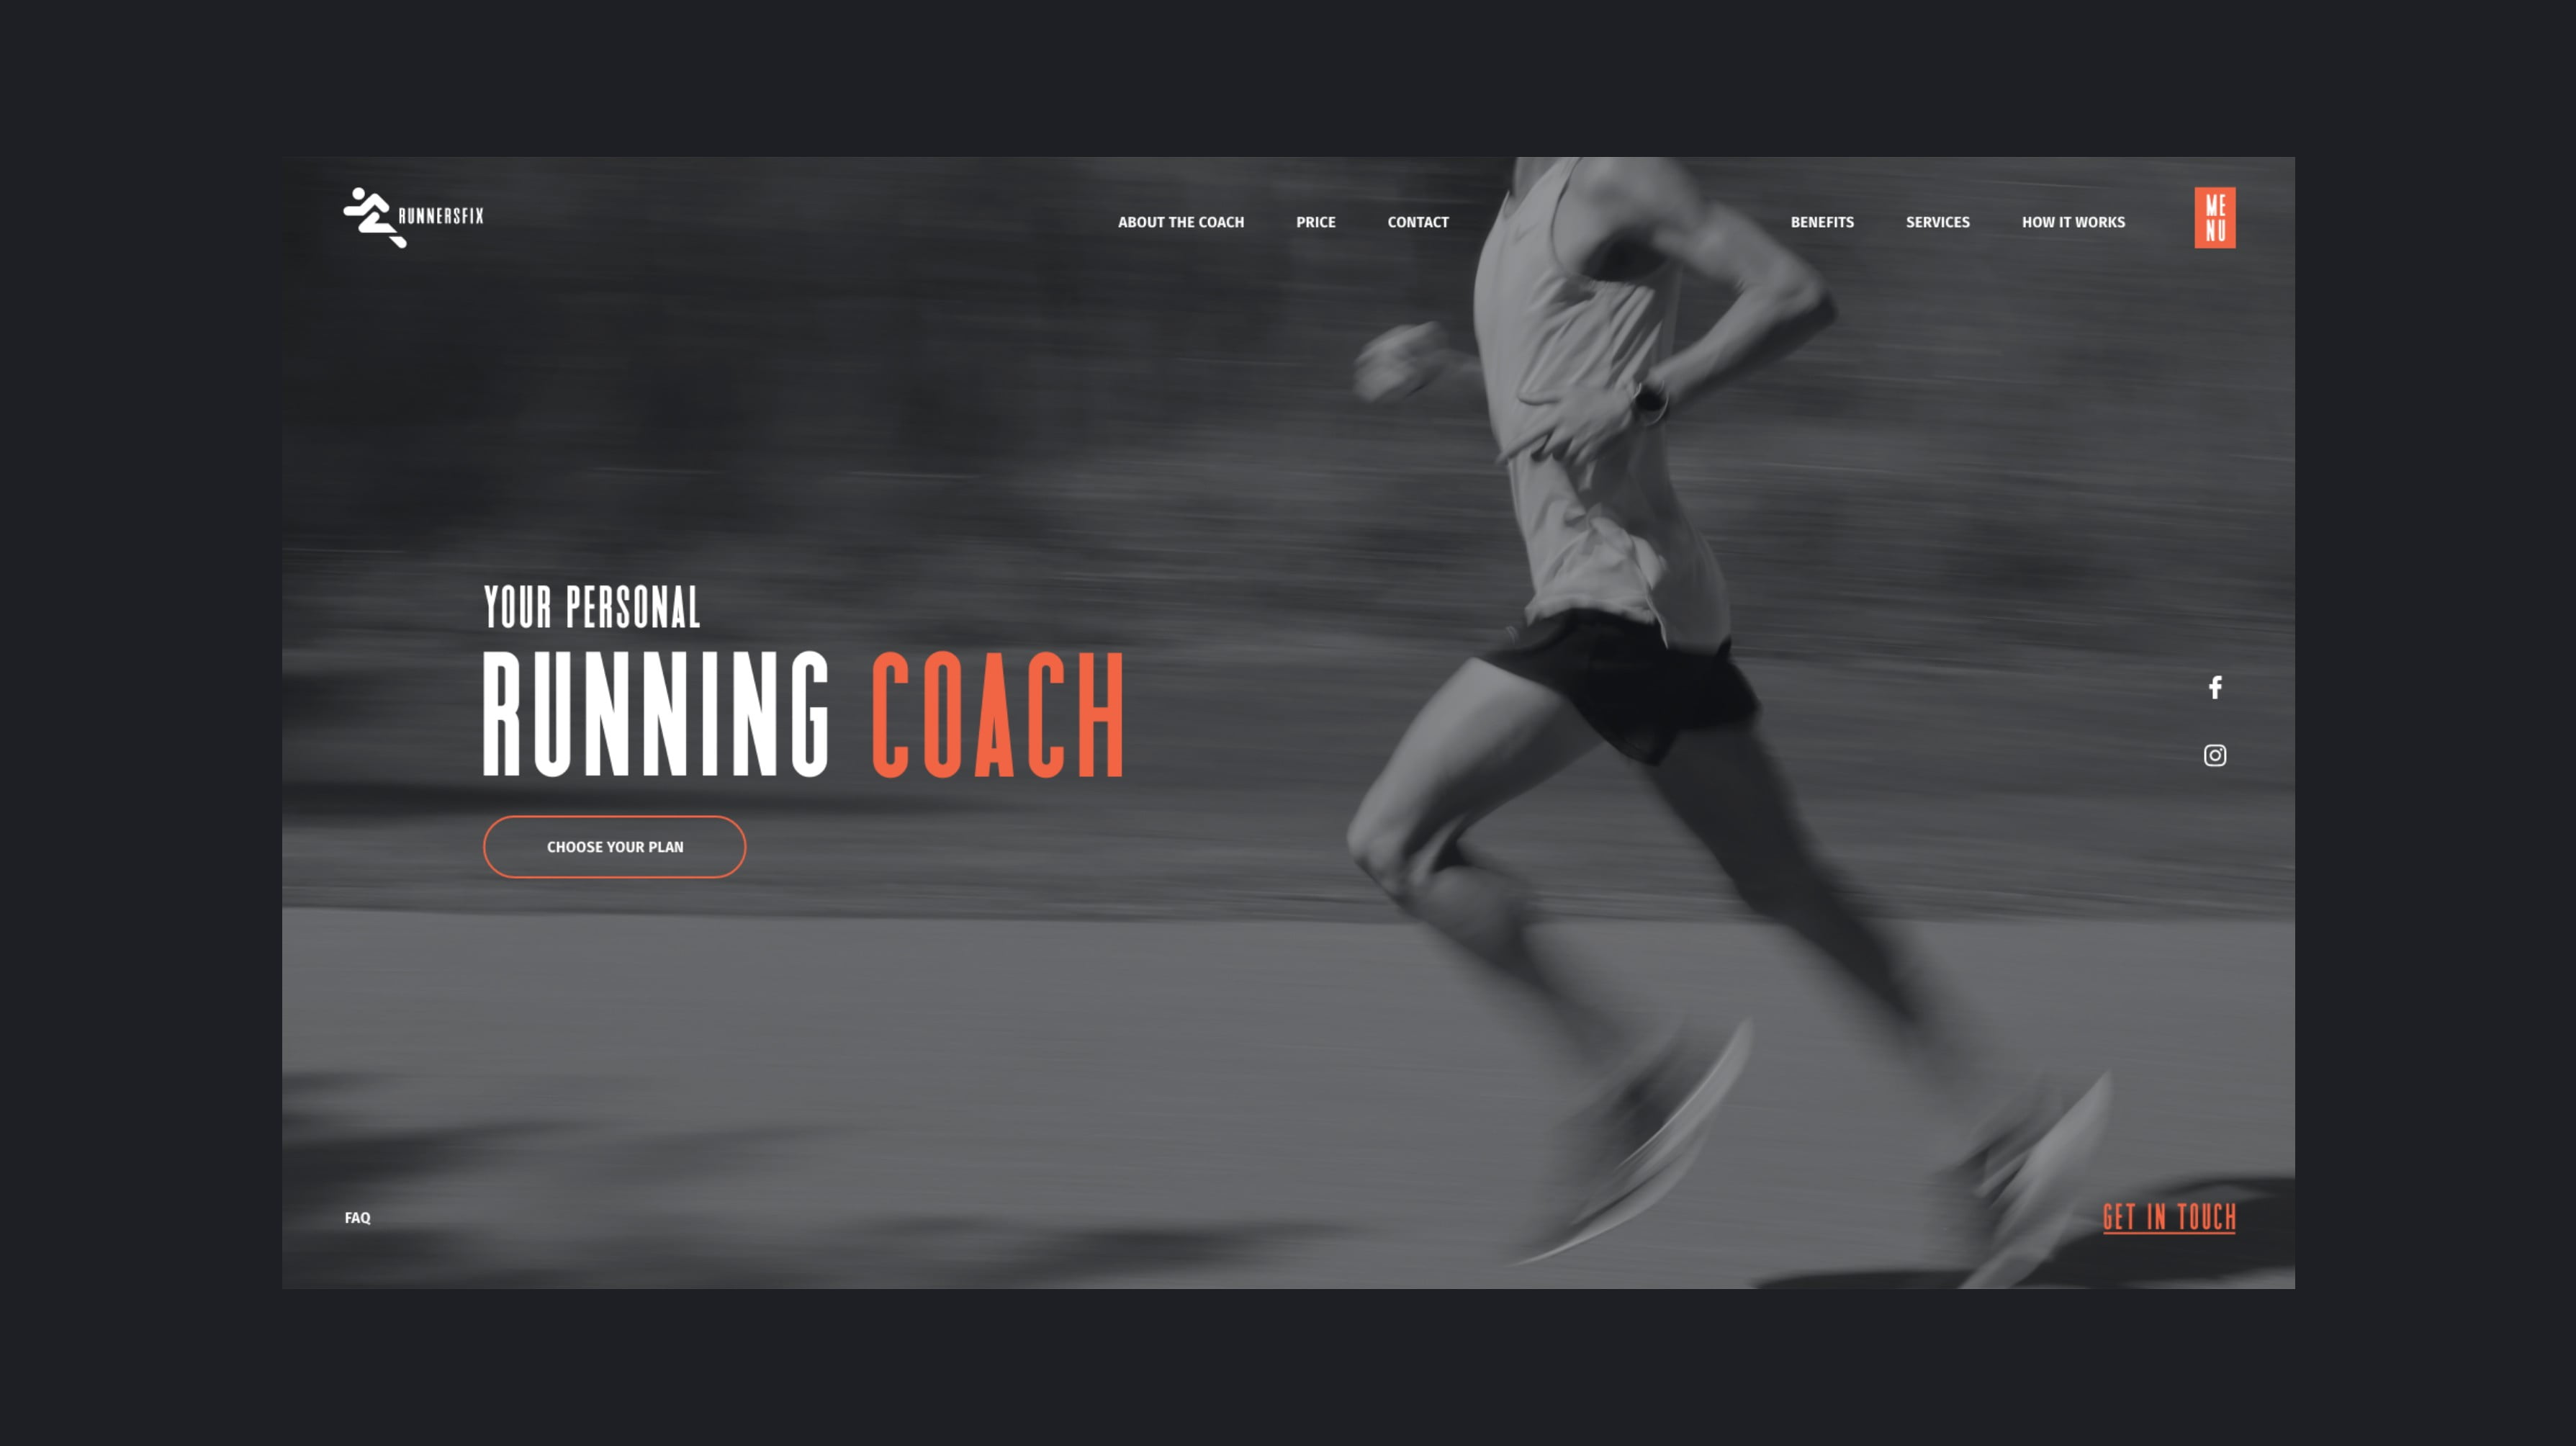 RUNNERSFIX
ABOUT THE COACH
PRICE
CONTACT
BENEFITS
SERVICES
HOW IT WORKS
ME
NU
YOUR PERSONAL
RUNNING COACH
CHOOSE YOUR PLAN
FAQ
GET IN TOUCH